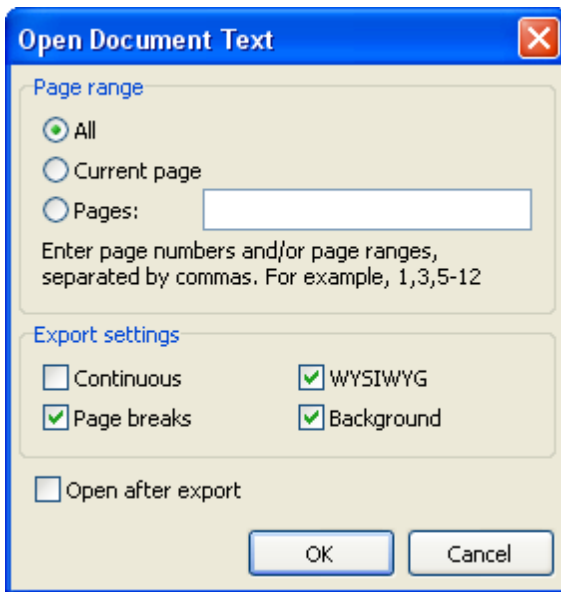 Open Document Text
Page range
All
Current page
Pages:
Enter page numbers and/or page ranges,
separated by commas. For example, 1,3,5-12
Export settings
Continuous WYSIWYG
Page breaks Background
Open after export
OK Cancel